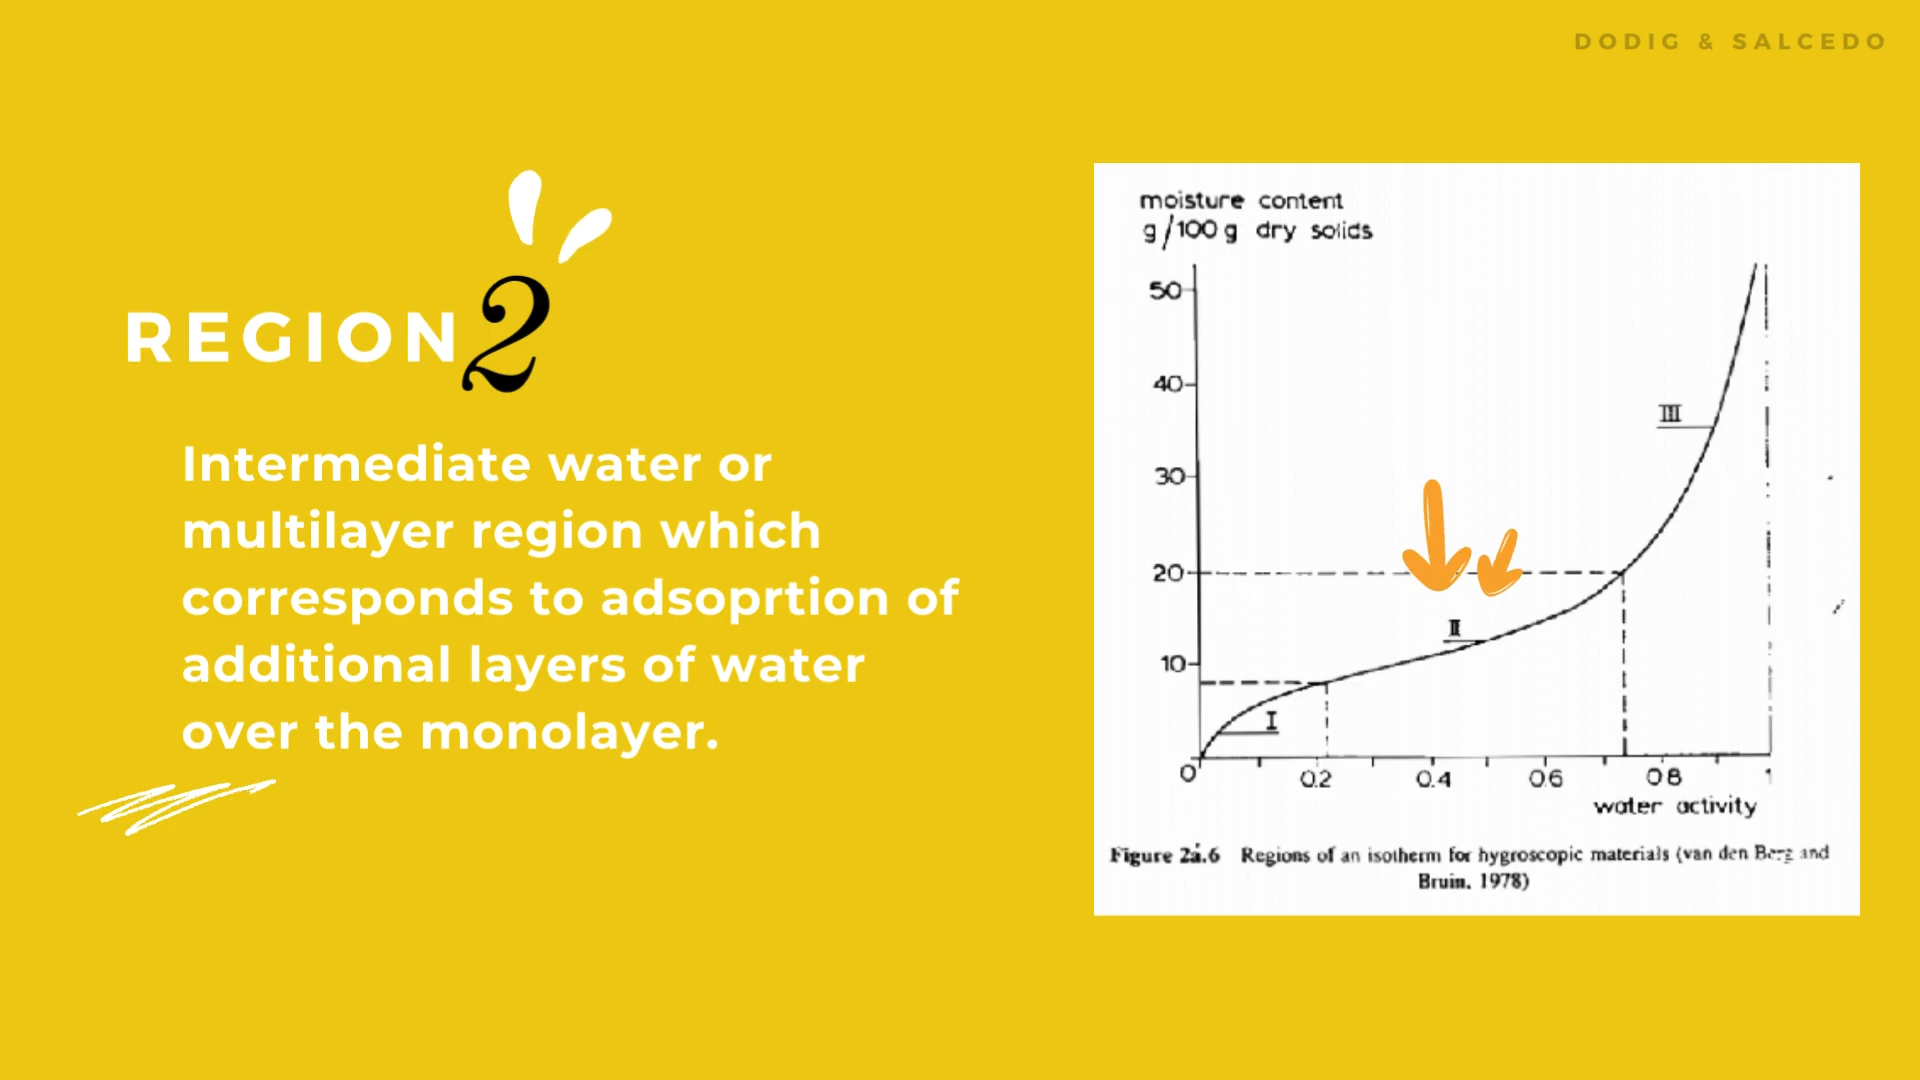 DODIG & SALCEDO
REGION 2
Intermediate water or
multilayer region which
corresponds to adsoprtion of
additional layers of water
over the monolayer.
moisture content
g/100 g dry solids
50
40
30
20
10
0
III
II
I
0.2 0.4 0.6 0.8 1
water activity
Figure 2a.6 Regions of an isotherm for hygroscopic materials (van den Berg and
Bruin, 1978)